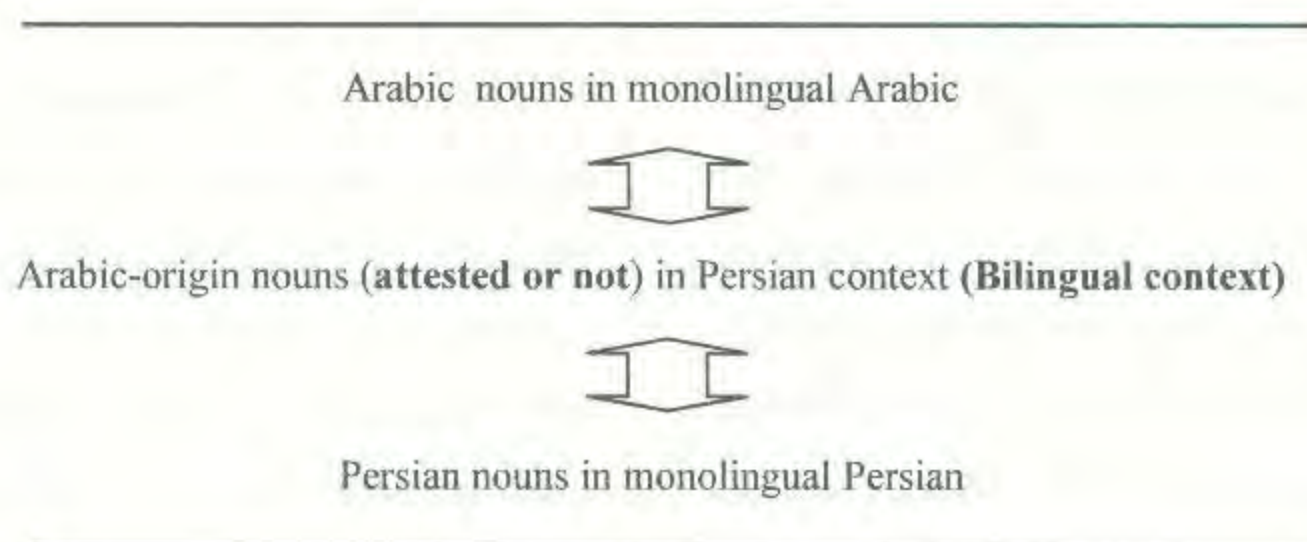 Arabic nouns in monolingual Arabic
Arabic-origin nouns (attested or not) in Persian context (Bilingual context)
Persian nouns in monolingual Persian